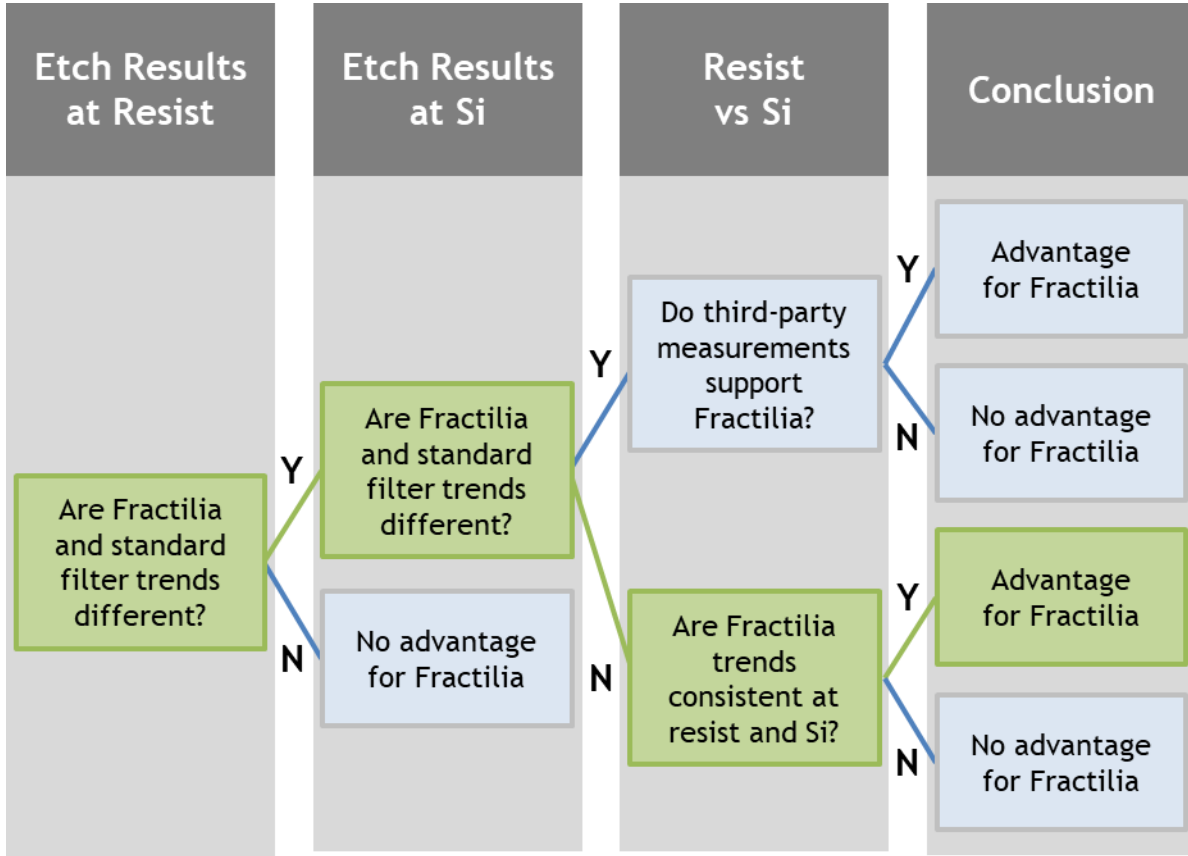 Etch Results
at Resist
Etch Results
at Si
Resist
vs Si
Conclusion
Are Fractilia
and standard
filter trends
different?
Y
N
Are Fractilia
and standard
filter trends
different?
No advantage
for Fractilia
Y
N
Do third-party
measurements
support
Fractilia?
Are Fractilia
trends
consistent at
resist and Si?
Y
N
Y
N
Advantage
for Fractilia
No advantage
for Fractilia
Advantage
for Fractilia
No advantage
for Fractilia